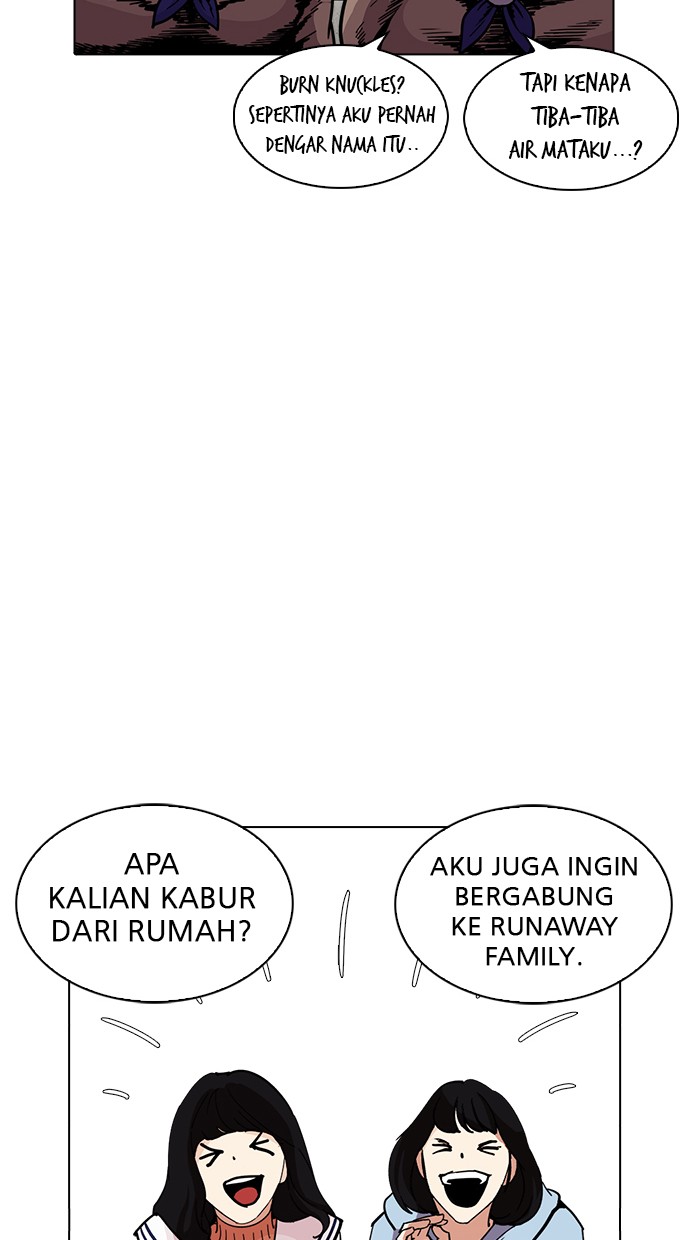 BURN KNUCKLES?
SEPERTINYA AKU PERNAH
DENGAR NAMA ITU..
TAPI KENAPA
TIBA-TIBA
AIR MATAKU...?
APA
KALIAN KABUR
DARI RUMAH?
AKU JUGA INGIN
BERGABUNG
KE RUNAWAY
FAMILY.